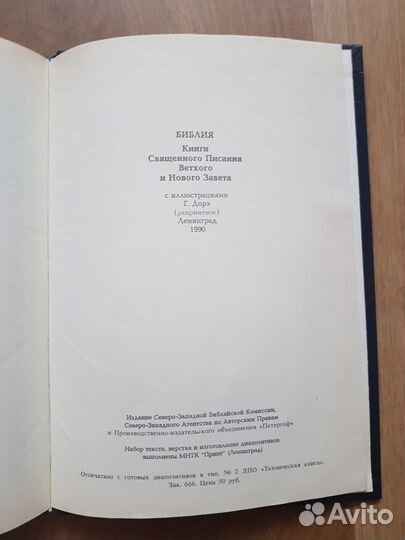 БИБЛИЯ
Книги
Священного Писания
Ветхого
и Нового Завета
с иллюстрациями
Г. Дорэ
(репринтное)
Ленинград
1990
Издание Северо-Западной Библейской Комиссии,
Северо-Западного Агентства по Авторским Правам
и Производственно-издательского объединения «Петергоф»
Набор текста, верстка и изготовление диапозитивов
выполнены МНТК "Принт" (Ленинград)
Отпечатано с готовых диапозитивов в тип. № 2 ЛПО «Техническая книга».
Зак. 666. Цена 50 руб.
Avito